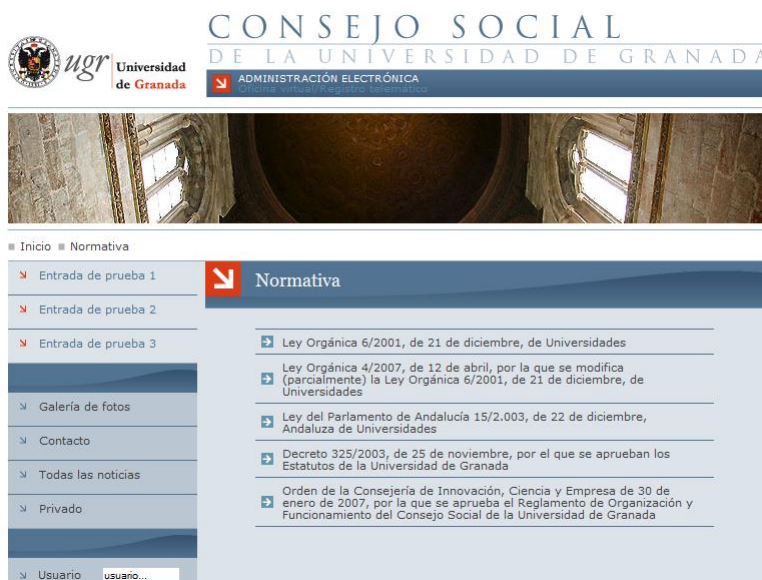 CONSEJO SOCIAL
DE LA UNIVERSIDAD DE GRANADA
ugr Universidad
de Granada
ADMINISTRACIÓN ELECTRÓNICA
Oficina virtual/Registro telemático
Inicio Normativa
Entrada de prueba 1
Entrada de prueba 2
Entrada de prueba 3
Galería de fotos
Contacto
Todas las noticias
Privado
Usuario usuario...
Normativa
Ley Orgánica 6/2001, de 21 de diciembre, de Universidades
Ley Orgánica 4/2007, de 12 de abril, por la que se modifica
(parcialmente) la Ley Orgánica 6/2001, de 21 de diciembre, de
Universidades
Ley del Parlamento de Andalucía 15/2.003, de 22 de diciembre,
Andaluza de Universidades
Decreto 325/2003, de 25 de noviembre, por el que se aprueban los
Estatutos de la Universidad de Granada
Orden de la Consejería de Innovación, Ciencia y Empresa de 30 de
enero de 2007, por la que se aprueba el Reglamento de Organización y
Funcionamiento del Consejo Social de la Universidad de Granada